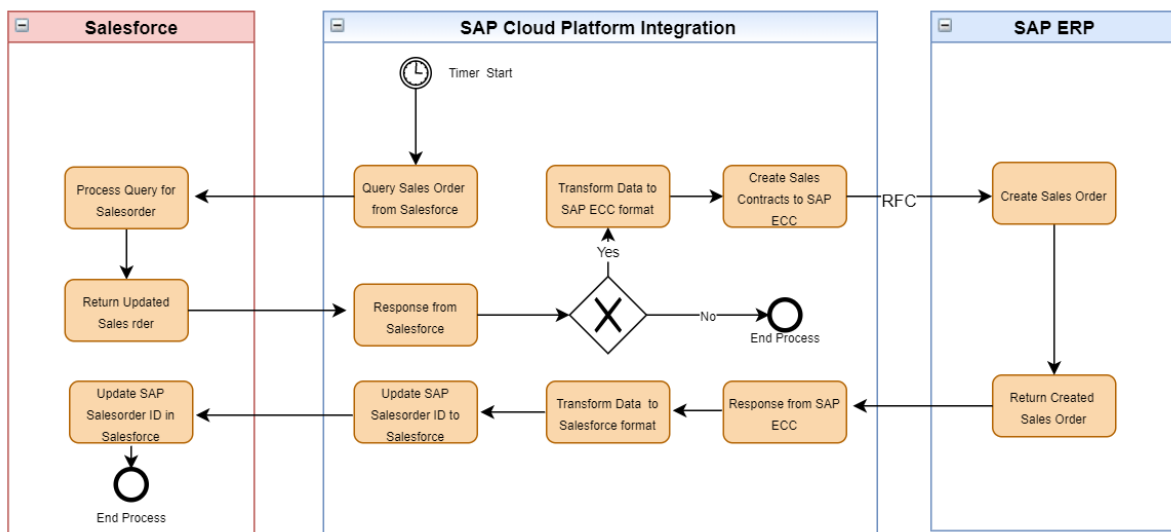 Salesforce
SAP Cloud Platform Integration
SAP ERP
Timer Start
Process Query for
Salesorder
Query Sales Order
from Salesforce
Transform Data to
SAP ECC format
Create Sales
Contracts to SAP
ECC
RFC
Create Sales Order
Yes
Return Updated
Sales rder
Response from
Salesforce
No
End Process
Update SAP
Salesorder ID in
Salesforce
Update SAP
Salesorder ID to
Salesforce
Transform Data to
Salesforce format
Response from SAP
ECC
Return Created
Sales Order
End Process